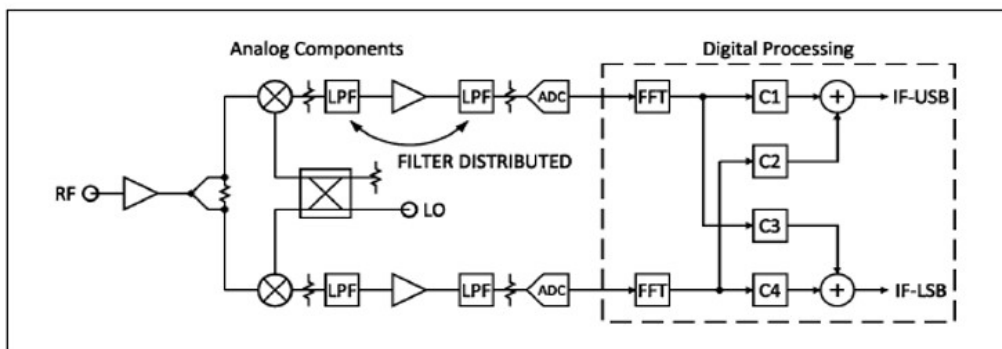 Analog Components
Digital Processing
LPF
LPF
ADC
FFT
C1
+
IF-USB
FILTER DISTRIBUTED
C2
RF
LO
C3
LPF
LPF
ADC
FFT
C4
+
IF-LSB